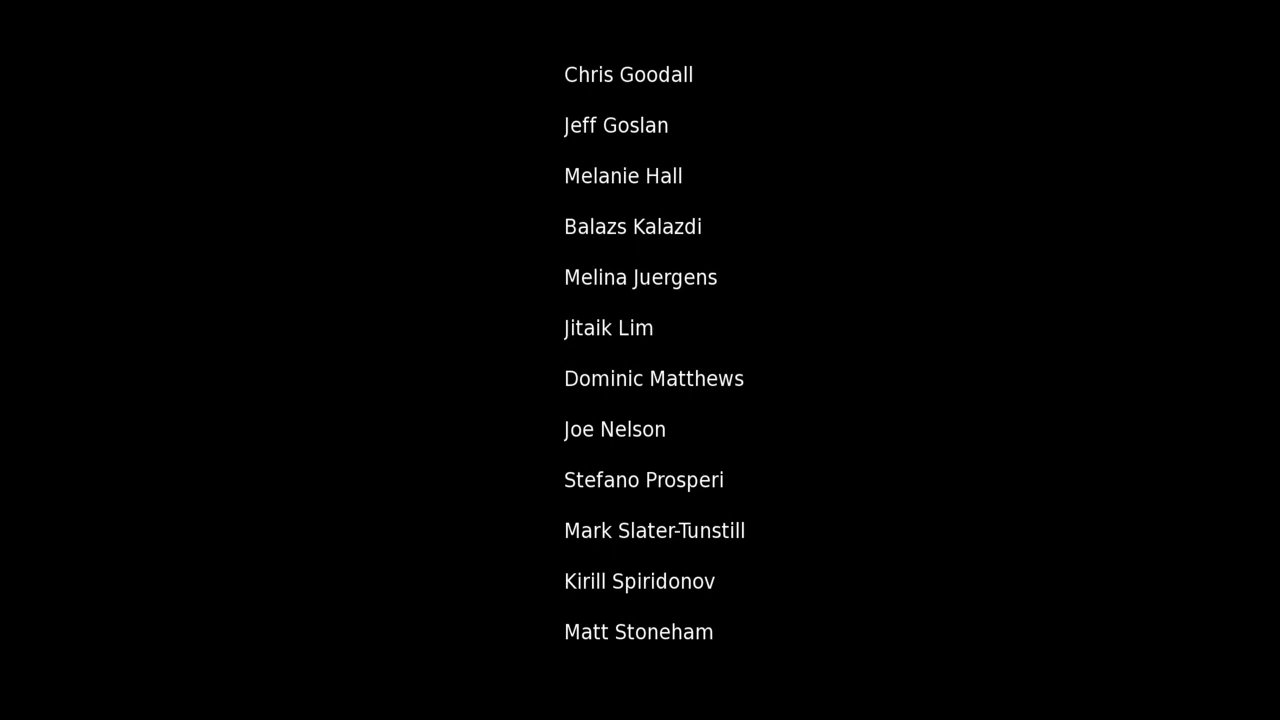 Chris Goodall
Jeff Goslan
Melanie Hall
Balazs Kalazdi
Melina Juergens
Jitaik Lim
Dominic Matthews
Joe Nelson
Stefano Prosperi
Mark Slater-Tunstill
Kirill Spiridonov
Matt Stoneham